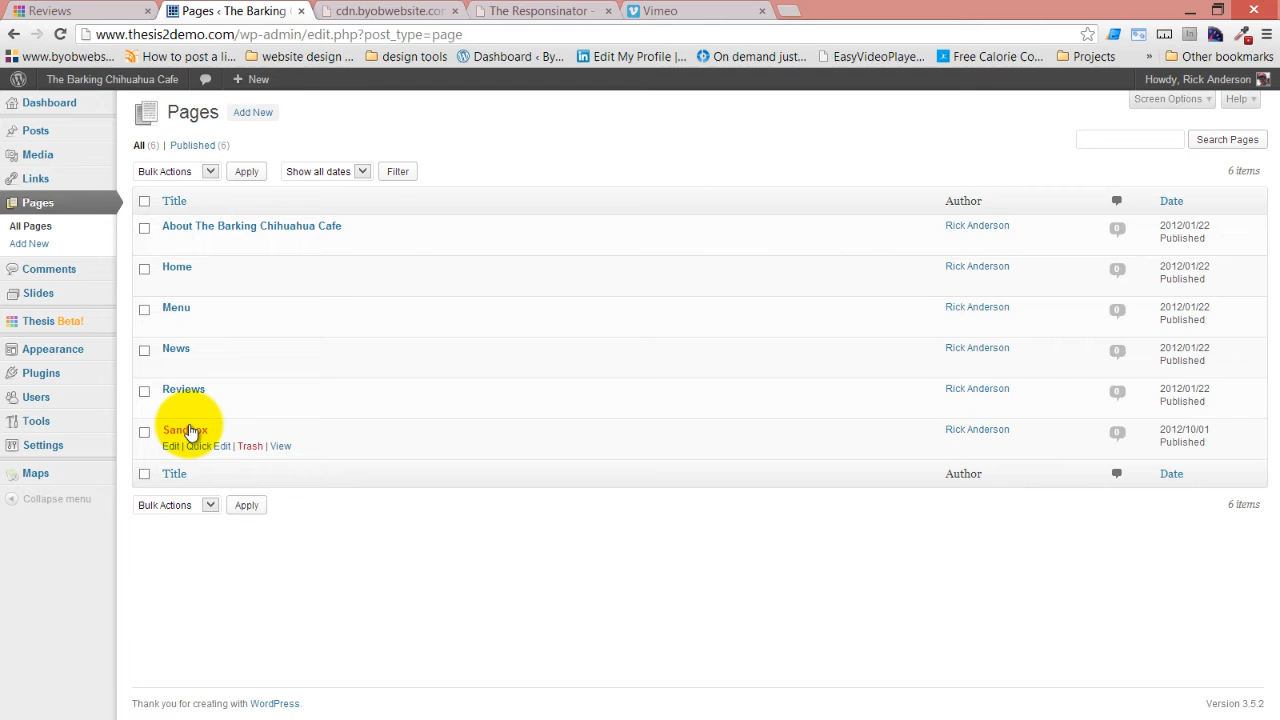 Reviews
Pages ‹ The Barking
cdn.byobwebsite.co
The Responsinator -
Vimeo
www.thesis2demo.com/wp-admin/edit.php?post_type=page
www.byobwebs...
How to post a li...
website design ...
design tools
Dashboard ‹ By...
Edit My Profile |...
On demand just...
EasyVideoPlaye...
Free Calorie Co...
Projects
»
Other bookmarks
The Barking Chihuahua Cafe
+ New
Howdy, Rick Anderson
Dashboard
Posts
Media
Links
Pages
All Pages
Add New
Comments
Slides
Thesis Beta!
Appearance
Plugins
Users
Tools
Settings
Maps
Collapse menu
Screen Options
Help
Pages Add New
All (6) | Published (6)
Search Pages
Bulk Actions Apply Show all dates Filter
6 items
Title Author Date
About The Barking Chihuahua Cafe Rick Anderson 0 2012/01/22
Published
Home Rick Anderson 0 2012/01/22
Published
Menu Rick Anderson 0 2012/01/22
Published
News Rick Anderson 0 2012/01/22
Published
Reviews Rick Anderson 0 2012/01/22
Published
Sandbox Rick Anderson 0 2012/10/01
Edit | Quick Edit | Trash | View Published
Title Author Date
Bulk Actions Apply
6 items
Thank you for creating with WordPress.
Version 3.5.2